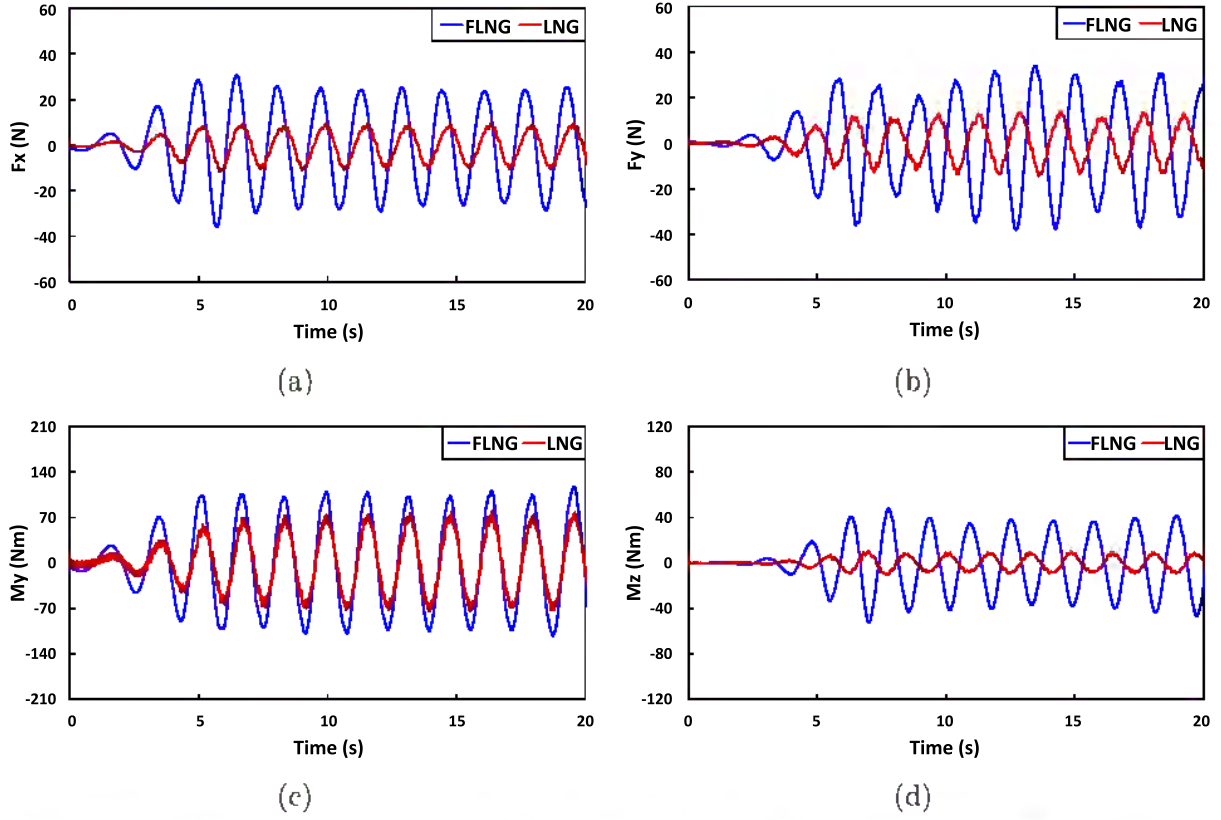 60
40
20
0
-20
-40
-60
Fx (N)
FLNG LNG
0 5 10 15 20
Time (s)
(a)
60
40
20
0
-20
-40
-60
Fy (N)
FLNG LNG
0 5 10 15 20
Time (s)
(b)
210
140
70
0
-70
-140
-210
My (Nm)
FLNG LNG
0 5 10 15 20
Time (s)
(c)
120
80
40
0
-40
-80
-120
Mz (Nm)
FLNG LNG
0 5 10 15 20
Time (s)
(d)